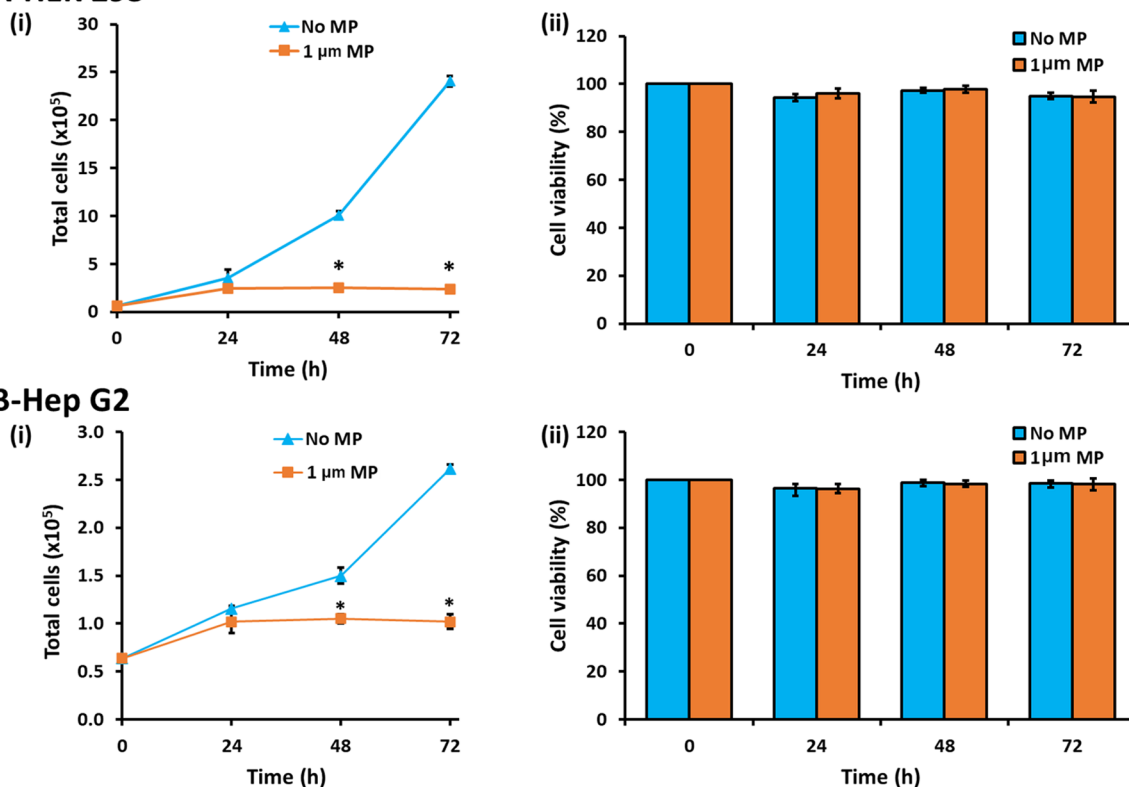 (i)
No MP
1 µm MP
30
25
20
15
10
5
0
Total cells (x10⁵)
*
*
0 24 48 72
Time (h)
(ii)
No MP
1µm MP
120
100
80
60
40
20
0
Cell viability (%)
0 24 48 72
Time (h)
-Hep G2
(i)
No MP
1 µm MP
3.0
2.5
2.0
1.5
1.0
0.5
0.0
Total cells (x10⁵)
*
*
0 24 48 72
Time (h)
(ii)
No MP
1µm MP
120
100
80
60
40
20
0
Cell viability (%)
0 24 48 72
Time (h)